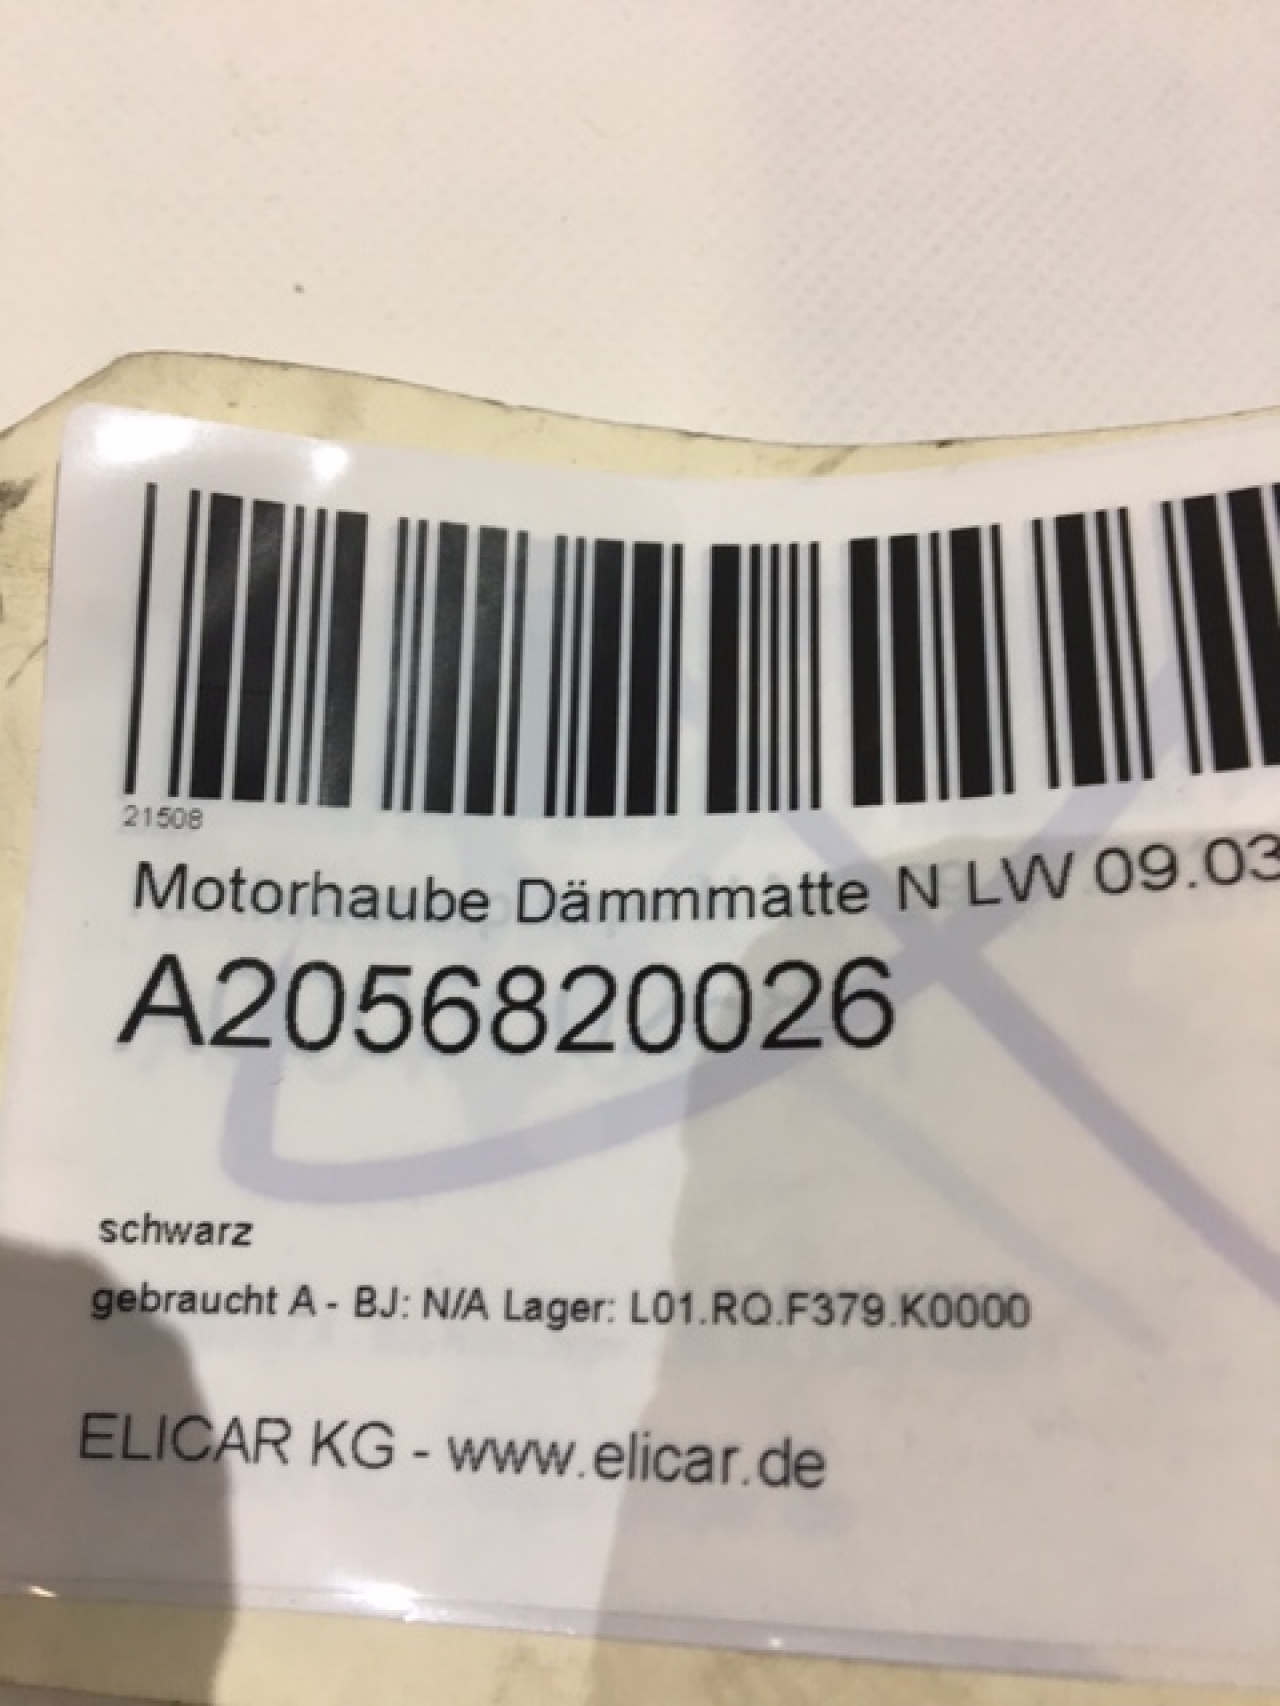 21508
Motorhaube Dämmmatte N LW 09.03
A2056820026
schwarz
gebraucht A - BJ: N/A Lager: L01.RQ.F379.K0000
ELICAR KG - www.elicar.de